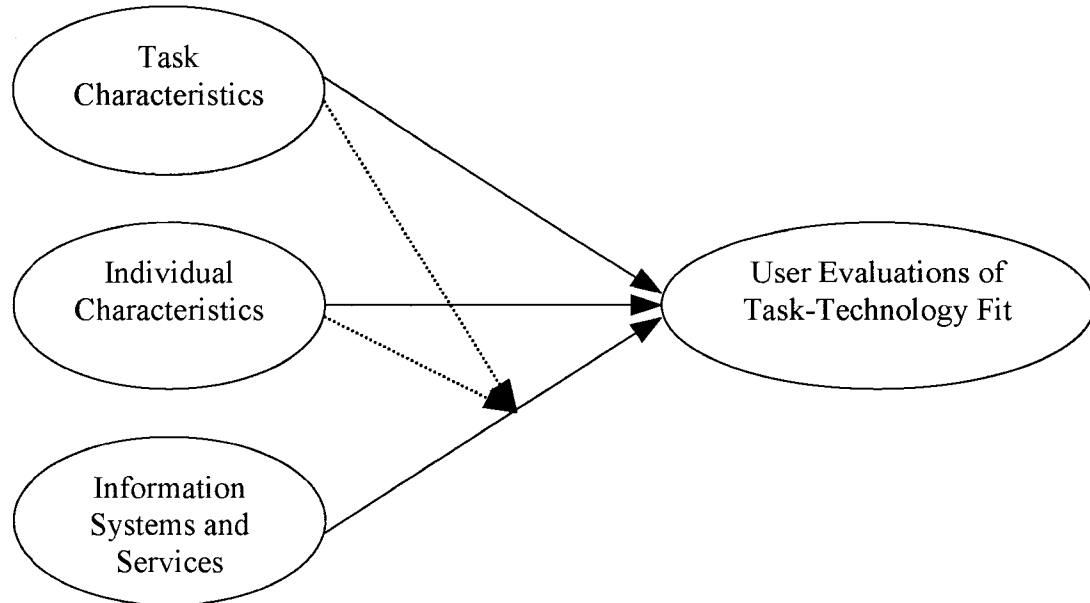 Task
Characteristics
Individual
Characteristics
User Evaluations of
Task-Technology Fit
Information
Systems and
Services